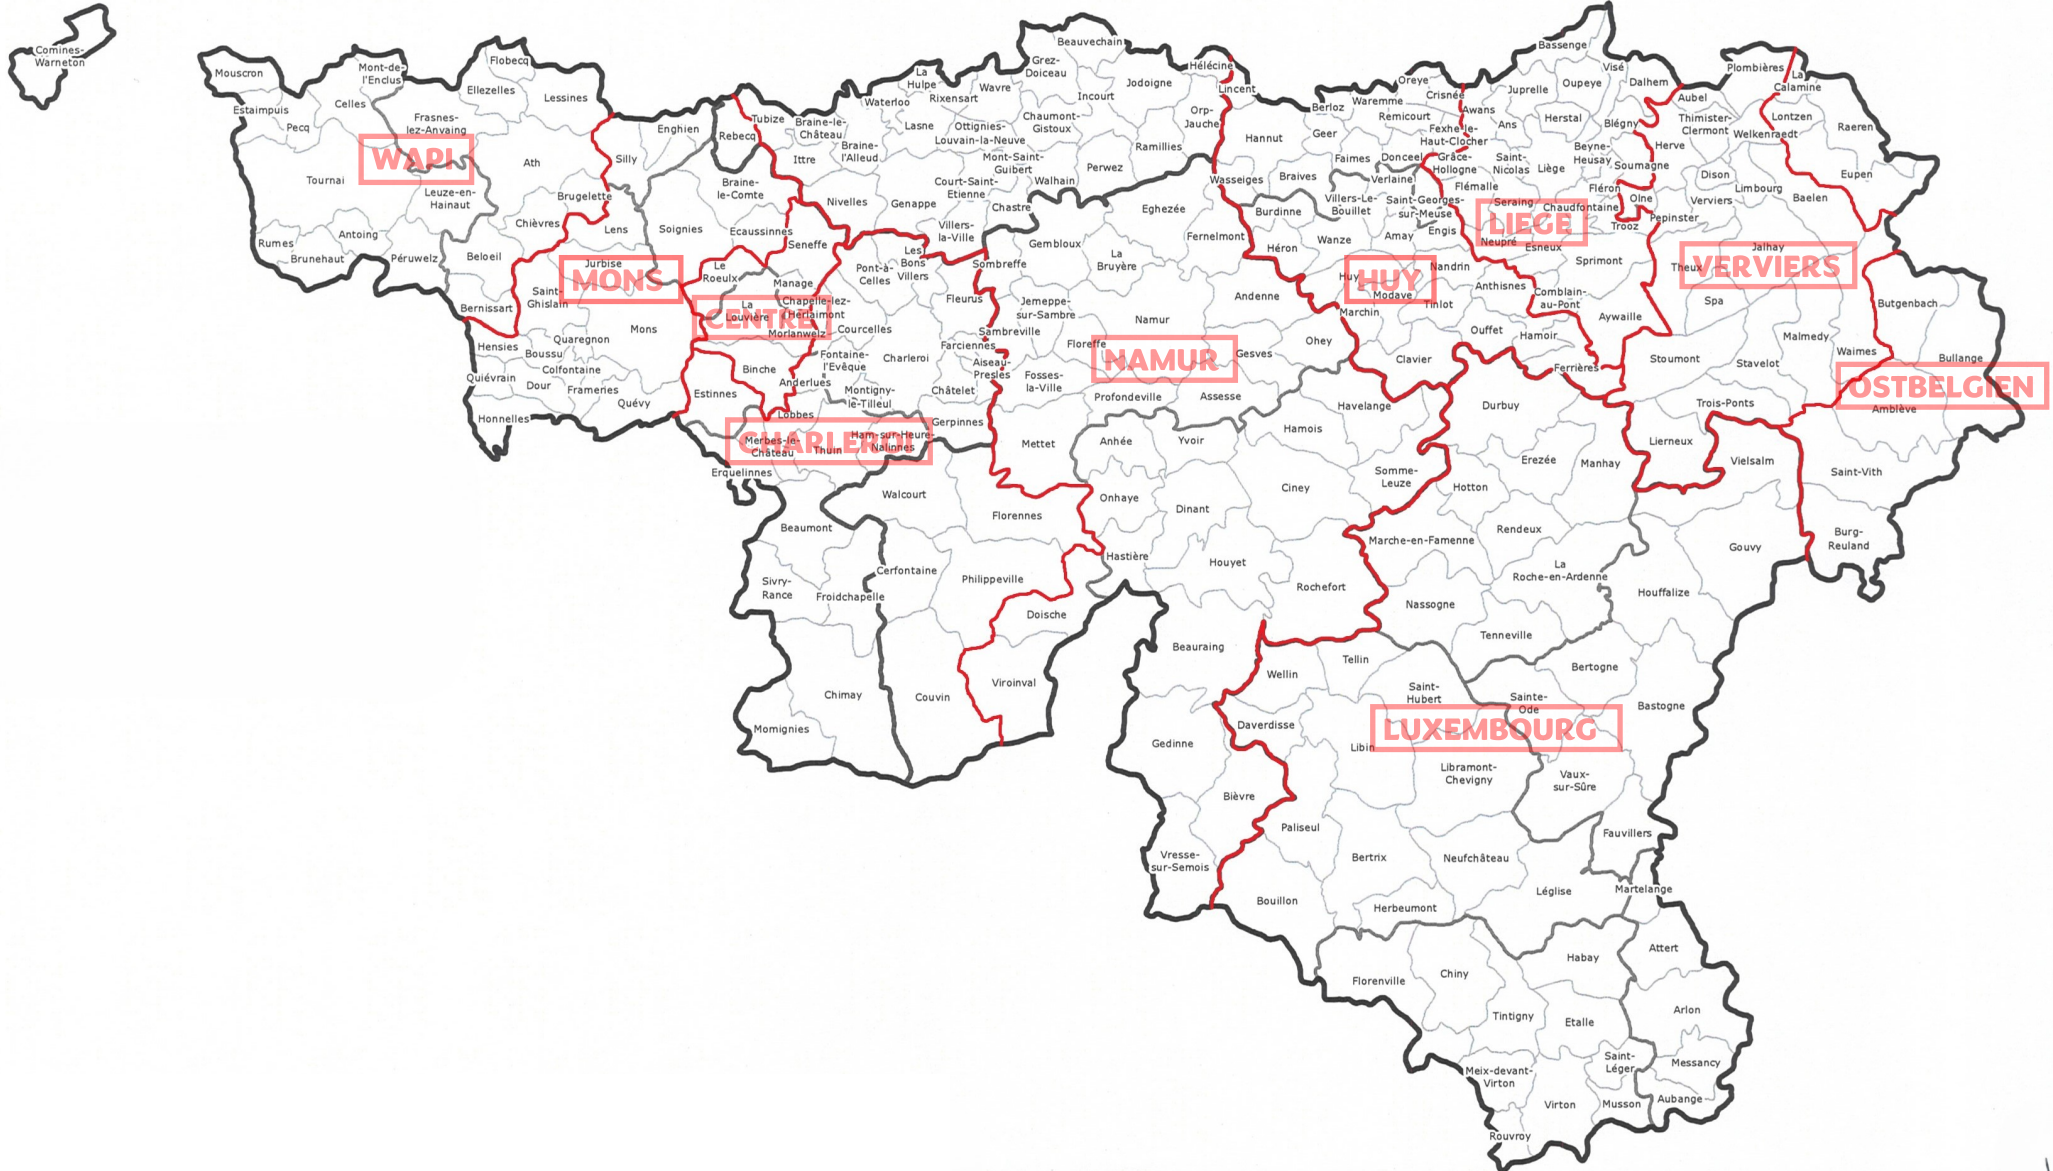 Comines-
Warneton
Mouscron
Mont-de-
l'Enclus
Flobecq
Ellezelles
Lessines
Estaimpuis
Celles
Pecq
Frasnes-
lez-Anvaing
Ath
WAPI
Tournai
Leuze-en-
Hainaut
Brugelette
Chièvres
Rumes
Antoing
Brunehaut
Péruwelz
Beloeil
Bernissart
Silly
Enghien
Rebecq
Tubize
Braine-le-
Château
Ittre
Braine-
l'Alleud
Braine-
le-Comte
Lens
Soignies
Ecaussinnes
Seneffe
Nivelles
Jurbise
MONS
Le
Roeulx
Manage
Saint-
Ghislain
La
Louvière
CENTRE
Chapelle-lez-
Herlaimont
Morlanwelz
Mons
Quaregnon
Hensies
Boussu
Colfontaine
Quiévrain
Dour
Frameries
Quévy
Honnelles
Binche
Estinnes
Anderlues
Lobbes
CHARLEROI
Merbes-le-
Château
Thuin
Ham-sur-Heure-
Nalinnes
Erquelinnes
La
Hulpe
Waterloo
Rixensart
Wavre
Grez-
Doiceau
Beauvechain
Jodoigne
Hélécine
Lincent
Incourt
Orp-
Jauche
Lasne
Ottignies-
Louvain-la-Neuve
Chaumont-
Gistoux
Ramillies
Mont-Saint-
Guibert
Perwez
Court-Saint-
Etienne
Walhain
Genappe
Chastre
Villers-
la-Ville
Les
Bons
Villers
Pont-à-
Celles
Sombreffe
Gembloux
Fleurus
Courcelles
Fontaine-
l'Evêque
Charleroi
Farciennes
Sambreville
Aiseau-
Presles
Montigny-
le-Tilleul
Châtelet
Gerpinnes
Eghezée
Fernelmont
La
Bruyère
Jemeppe-
sur-Sambre
Namur
Andenne
Floreffe
NAMUR
Gesves
Ohey
Fosses-
la-Ville
Profondeville
Assesse
Mettet
Anhée
Yvoir
Hamois
Havelange
Walcourt
Florennes
Onhaye
Dinant
Ciney
Somme-
Leuze
Beaumont
Hastière
Houyet
Rochefort
Sivry-
Rance
Froidchapelle
Cerfontaine
Philippeville
Doische
Chimay
Couvin
Viroinval
Momignies
Beauraing
Gedinne
Bièvre
Vresse-
sur-Semois
Berloz
Waremme
Oreye
Crisnée
Remicourt
Awans
Fexhe-le-
Haut-Clocher
Ans
Hannut
Geer
Faimes
Donceel
Grâce-
Hollogne
Wasseiges
Braives
Verlaine
Villers-Le-
Bouillet
Saint-Georges-
sur-Meuse
Burdinne
Wanze
Amay
Engis
Héron
Huy
HUY
Nandrin
Modave
Tinlot
Anthisnes
Marchin
Clavier
Ouffet
Hamoir
Comblain-
au-Pont
Ferrières
Bassenge
Visé
Juprelle
Oupeye
Dalhem
Herstal
Blégny
Beyne-
Heusay
Saint-
Nicolas
Liège
Soumagne
Flémalle
Fléron
Seraing
LIEGE
Chaudfontaine
Olne
Trooz
Neupré
Esneux
Sprimont
Aywaille
Plombières
La
Calamine
Aubel
Thimister-
Clermont
Lontzen
Welkenraedt
Raeren
Herve
Dison
Limbourg
Eupen
Verviers
Baelen
Pepinster
Theux
Jalhay
VERVIERS
Spa
Malmedy
Waimes
Butgenbach
Bullange
Stoumont
Stavelot
OSTBELGIEN
Amblève
Trois-Ponts
Lierneux
Vielsalm
Saint-Vith
Burg-
Reuland
Durbuy
Erezée
Manhay
Hotton
Rendeux
Marche-en-Famenne
La
Roche-en-Ardenne
Gouvy
Houffalize
Nassogne
Tenneville
Bertogne
Wellin
Tellin
Saint-
Hubert
Sainte-
Ode
Bastogne
LUXEMBOURG
Daverdisse
Libin
Libramont-
Chevigny
Vaux-
sur-Sûre
Paliseul
Bertrix
Neufchâteau
Fauvillers
Léglise
Martelange
Bouillon
Herbeumont
Attert
Habay
Florenville
Chiny
Arlon
Tintigny
Etalle
Saint-
Léger
Messancy
Meix-devant-
Virton
Virton
Musson
Aubange
Rouvroy